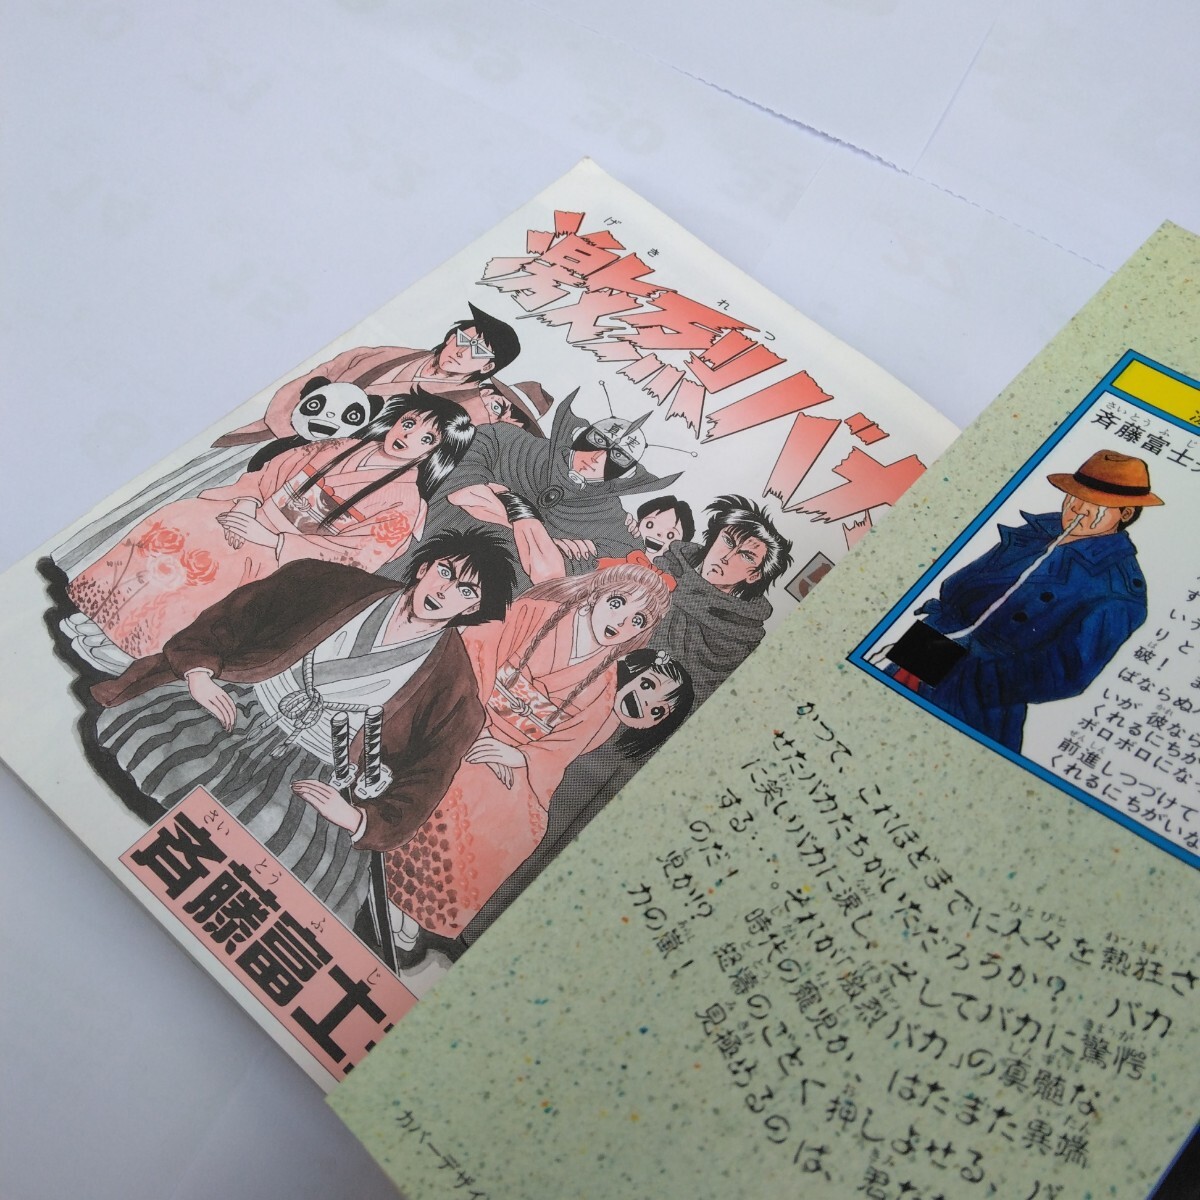 激烈バカ
げきれつ
真実
斉藤富士
さいとうふじ
斉藤富士
さいとうふじ
す
いう
りと
破！ま
ばならぬ
いが彼なら
くれるにちが
ボロボロにな
前進しつづけて
くれるにちがいな
かつて、これほどまでに人々を熱狂さ
せたバカたちがいただろうか？バカ
に笑いバカに涙し、そしてバカに驚愕
する…。それが「激烈バカ」の真髄な
のだ！時代の寵児か、はたまた異端
児か!?怒濤のごとく押しよせる、バ
カの嵐！見極めるのは、君な
カバーデザイ